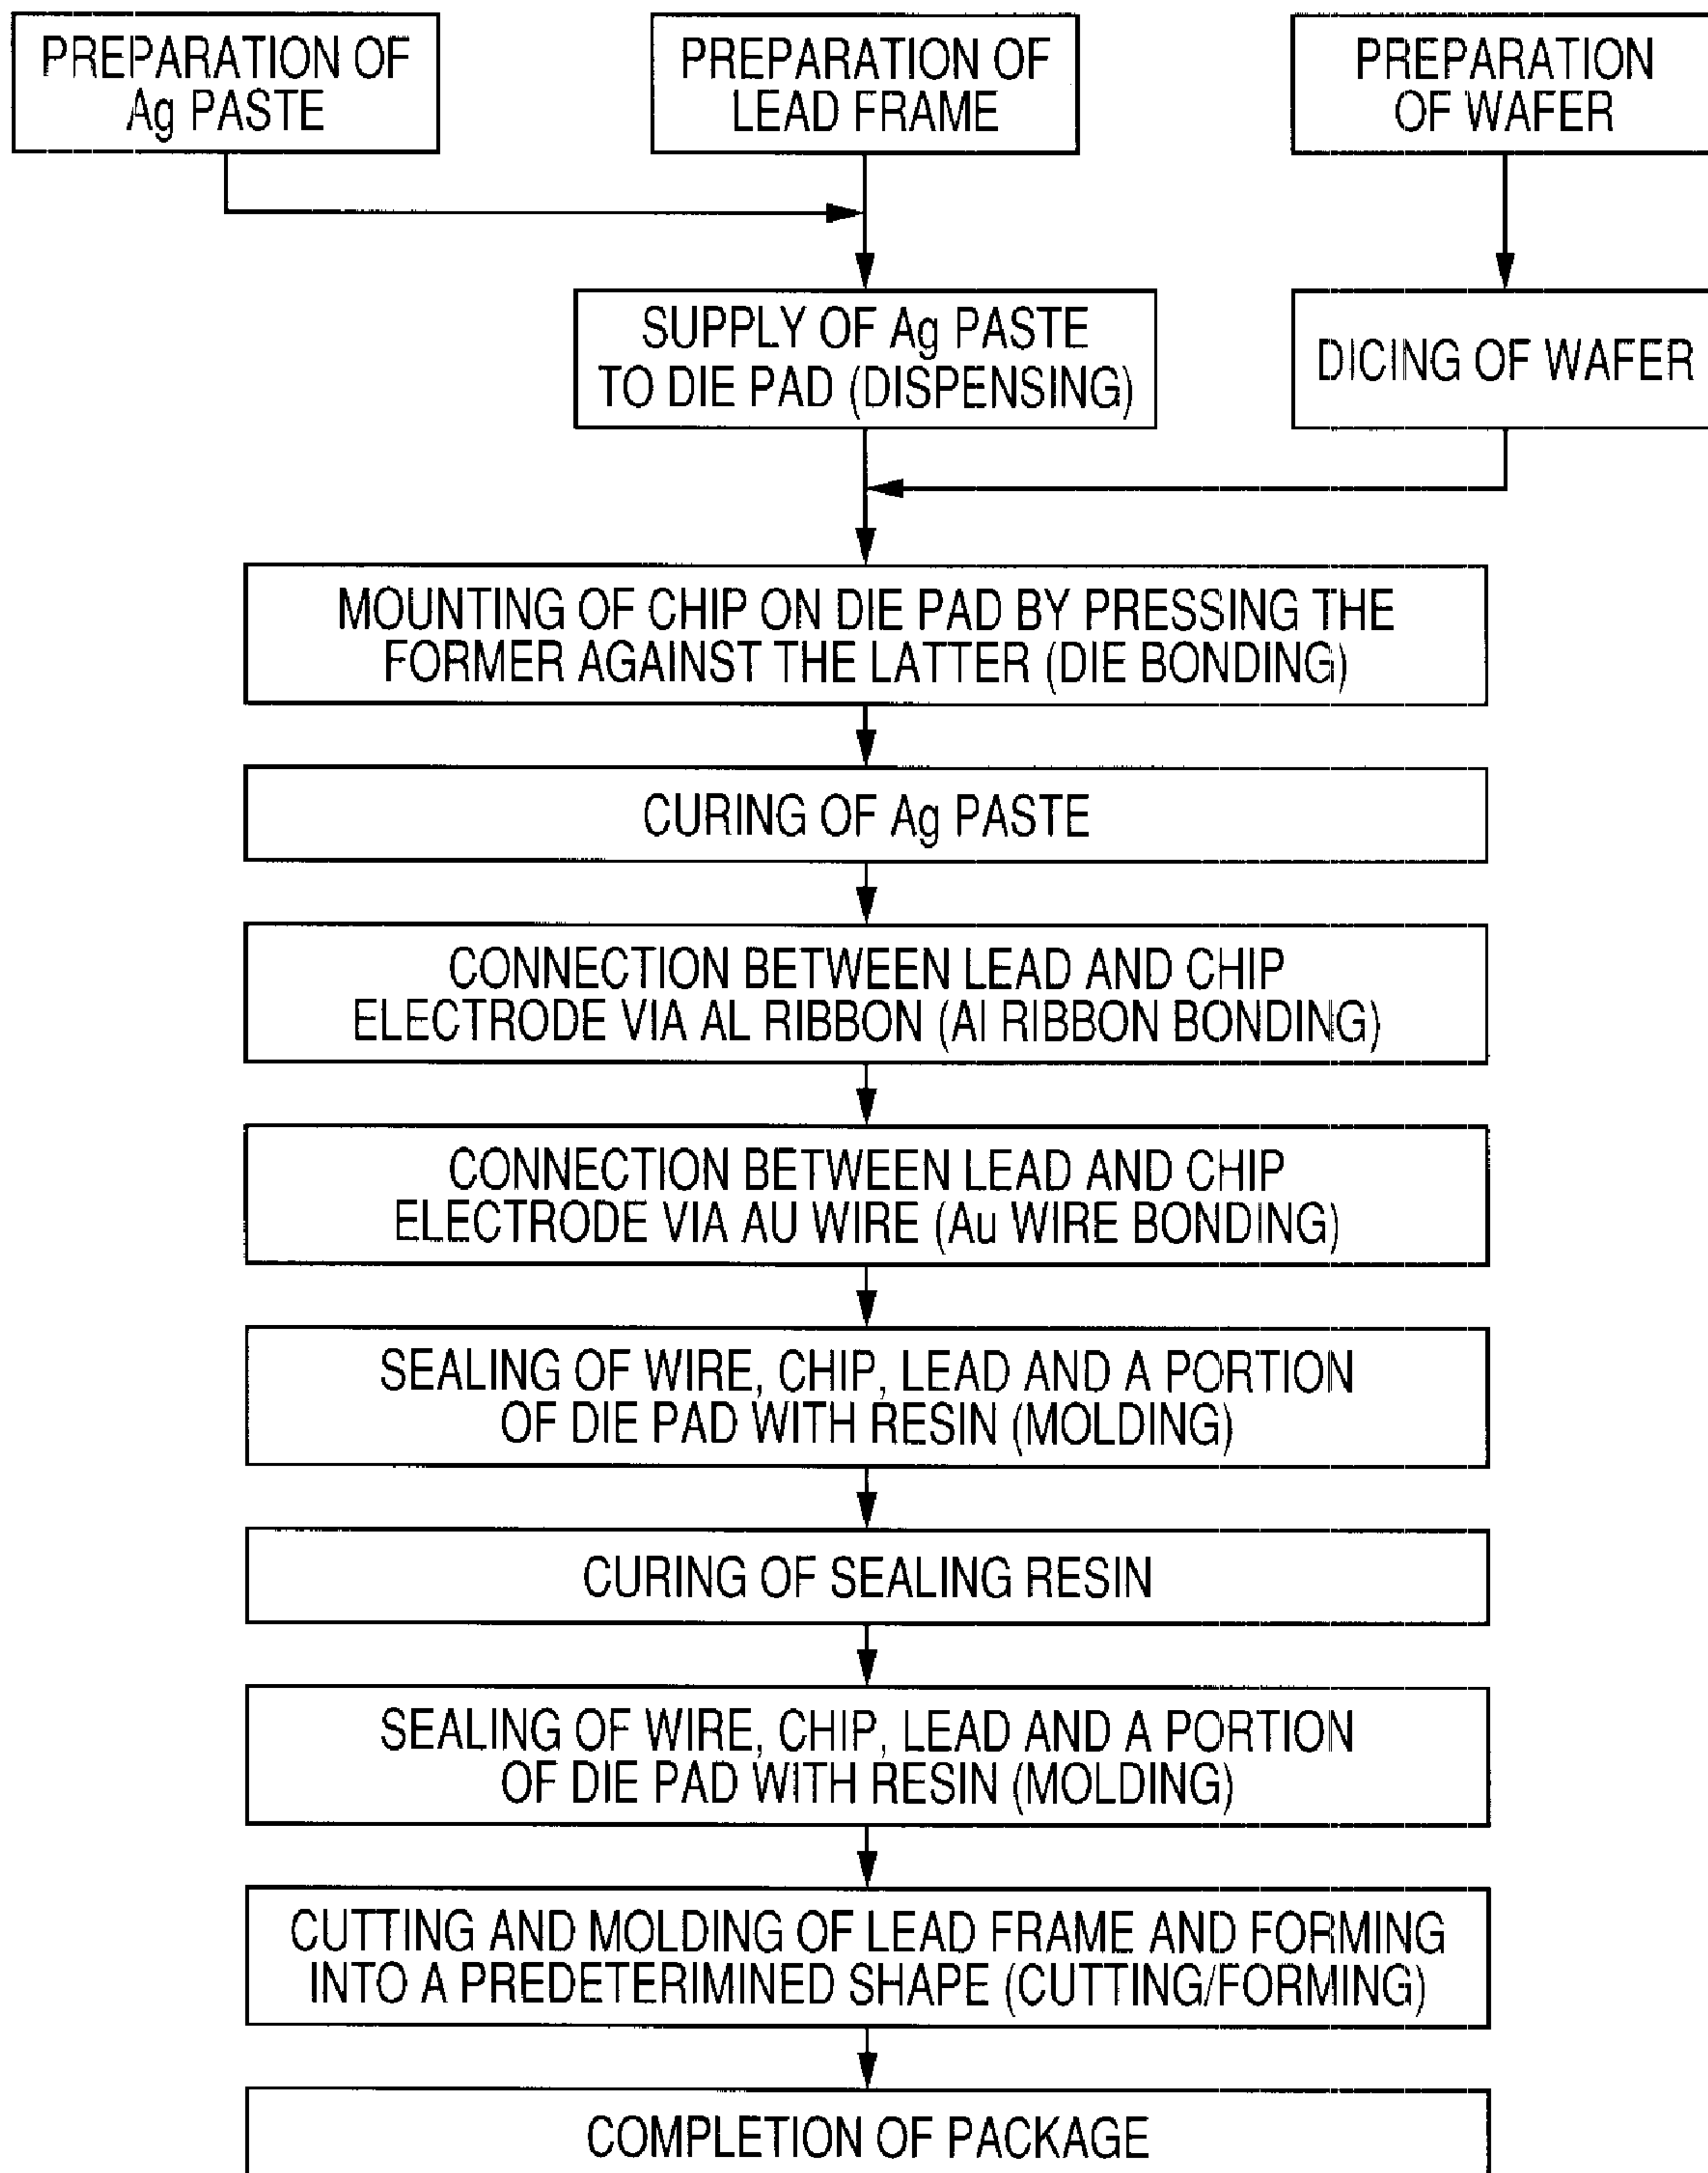 PREPARATION OF
Ag PASTE
PREPARATION OF
LEAD FRAME
PREPARATION
OF WAFER
SUPPLY OF Ag PASTE
TO DIE PAD (DISPENSING)
DICING OF WAFER
MOUNTING OF CHIP ON DIE PAD BY PRESSING THE
FORMER AGAINST THE LATTER (DIE BONDING)
CURING OF Ag PASTE
CONNECTION BETWEEN LEAD AND CHIP
ELECTRODE VIA AL RIBBON (Al RIBBON BONDING)
CONNECTION BETWEEN LEAD AND CHIP
ELECTRODE VIA AU WIRE (Au WIRE BONDING)
SEALING OF WIRE, CHIP, LEAD AND A PORTION
OF DIE PAD WITH RESIN (MOLDING)
CURING OF SEALING RESIN
SEALING OF WIRE, CHIP, LEAD AND A PORTION
OF DIE PAD WITH RESIN (MOLDING)
CUTTING AND MOLDING OF LEAD FRAME AND FORMING
INTO A PREDETERIMINED SHAPE (CUTTING/FORMING)
COMPLETION OF PACKAGE